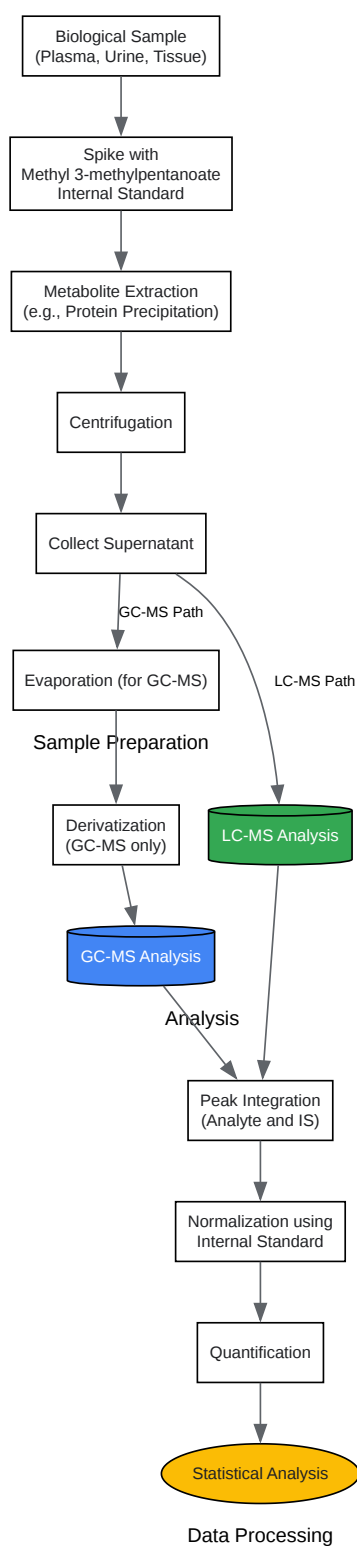 Biological Sample
(Plasma, Urine, Tissue)
Spike with
Methyl 3-methylpentanoate
Internal Standard
Metabolite Extraction
(e.g., Protein Precipitation)
Centrifugation
Collect Supernatant
GC-MS Path
LC-MS Path
Evaporation (for GC-MS)
Sample Preparation
Derivatization
(GC-MS only)
LC-MS Analysis
GC-MS Analysis
Analysis
Peak Integration
(Analyte and IS)
Normalization using
Internal Standard
Quantification
Statistical Analysis
Data Processing